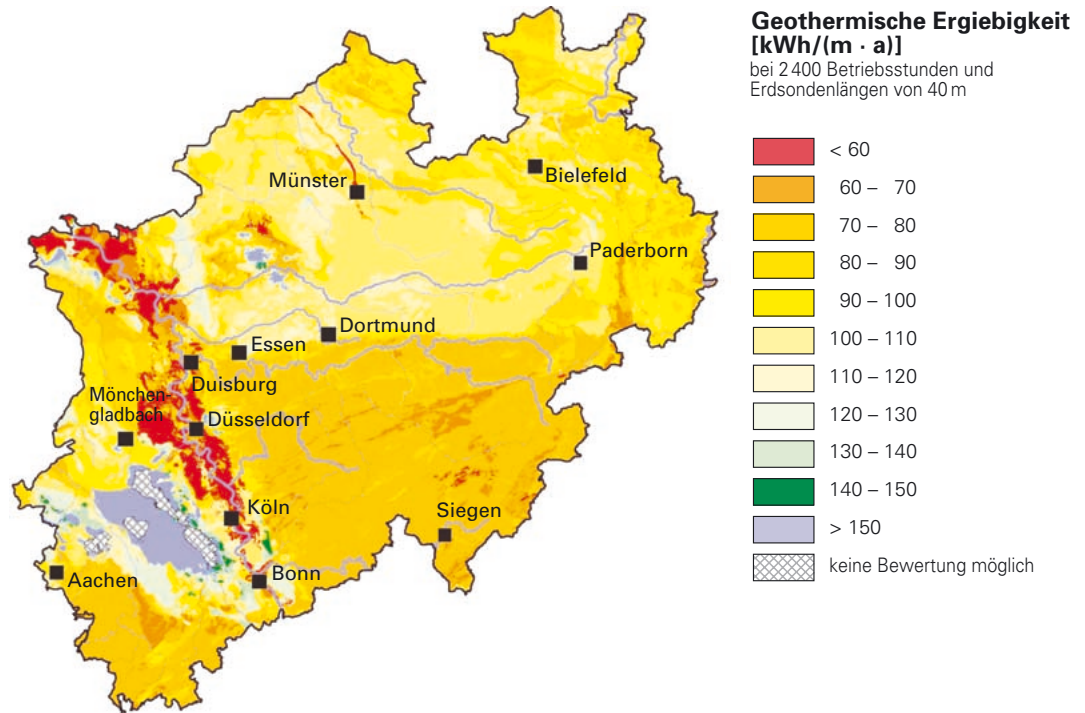 Geothermische Ergiebigkeit
[kWh/(m · a)]
bei 2 400 Betriebsstunden und
Erdsondenlängen von 40 m
< 60
60 – 70
70 – 80
80 – 90
90 – 100
100 – 110
110 – 120
120 – 130
130 – 140
140 – 150
> 150
keine Bewertung möglich
Bielefeld
Münster
Paderborn
Dortmund
Essen
Duisburg
Mönchen-
gladbach
Düsseldorf
Köln
Siegen
Aachen
Bonn